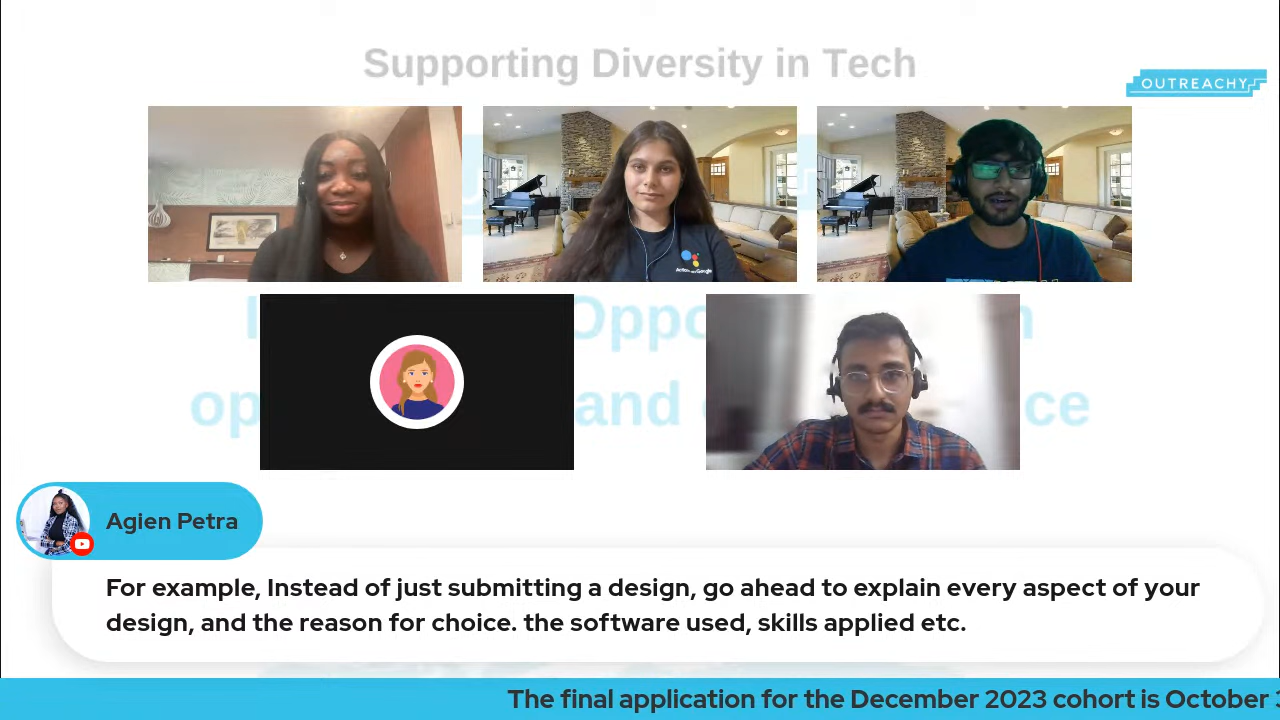 Supporting Diversity in Tech
OUTREACHY
Agien Petra
For example, Instead of just submitting a design, go ahead to explain every aspect of your
design, and the reason for choice. the software used, skills applied etc.
The final application for the December 2023 cohort is October